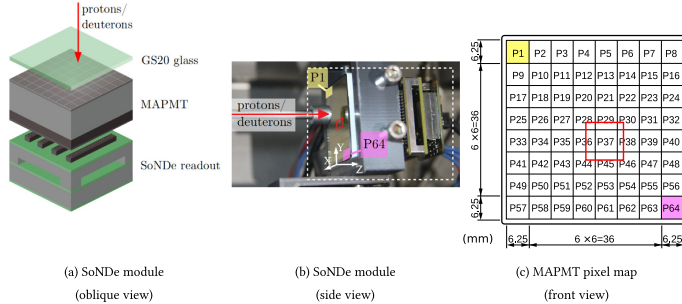 protons/
deuterons
GS20 glass
MAPMT
SoNDe readout
(a) SoNDe module
(oblique view)
P1
protons/
deuterons
P64
X Y Z
(b) SoNDe module
(side view)
6,25
6 ×6=36
6,25
P1 P2 P3 P4 P5 P6 P7 P8
P9 P10 P11 P12 P13 P14 P15 P16
P17 P18 P19 P20 P21 P22 P23 P24
P25 P26 P27 P28 P29 P30 P31 P32
P33 P34 P35 P36 P37 P38 P39 P40
P41 P42 P43 P44 P45 P46 P47 P48
P49 P50 P51 P52 P53 P54 P55 P56
P57 P58 P59 P60 P61 P62 P63 P64
(mm) 6,25 6 ×6=36 6,25
(c) MAPMT pixel map
(front view)